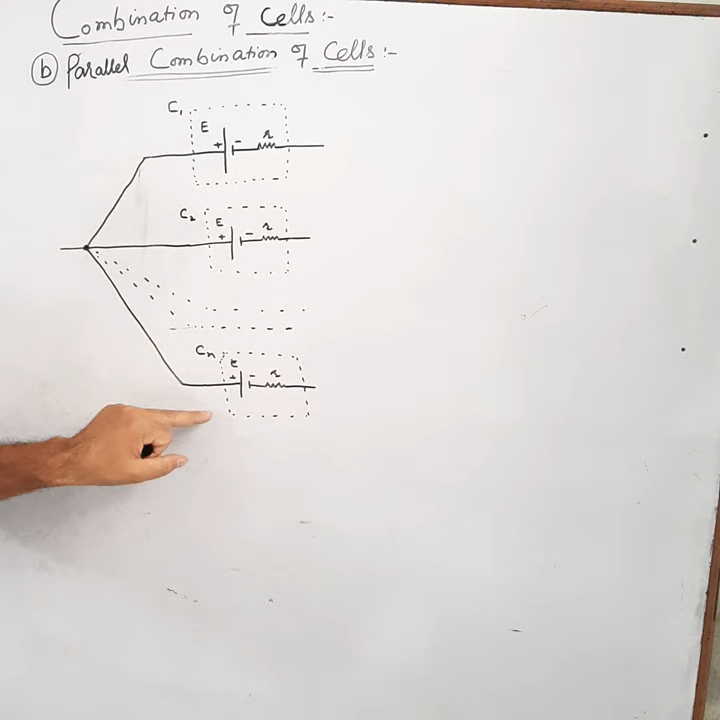 Combination of Cells:-
(b) Parallel Combination of Cells:-
C1
E
+ - r
C2
E
+ - r
Cn
E
+ - r